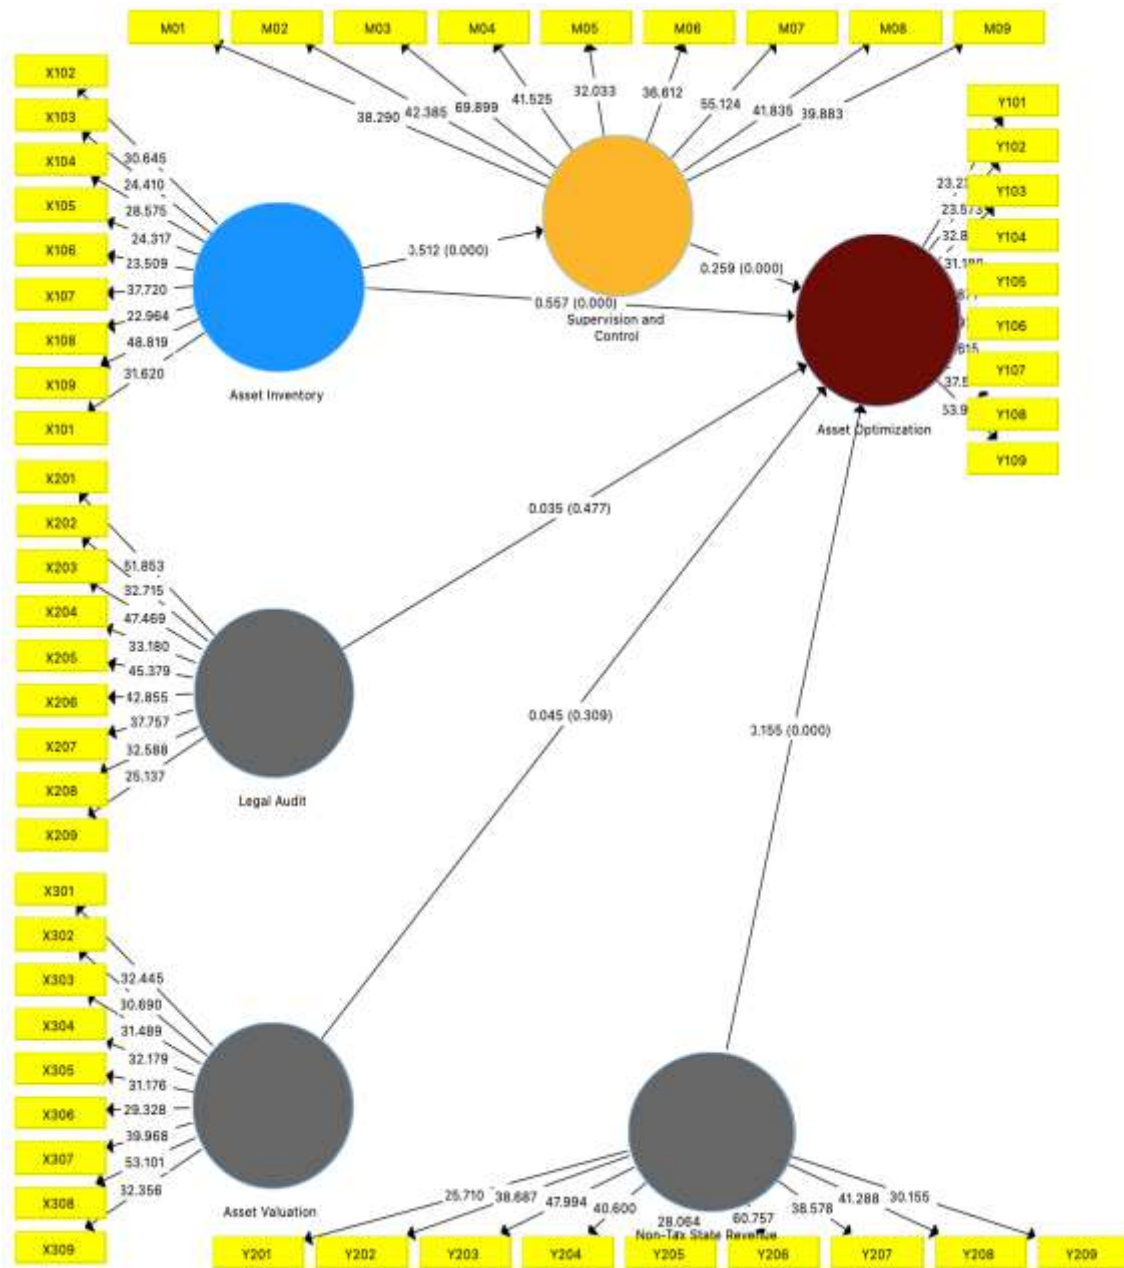 M01
M02
M03
M04
M05
M06
M07
M08
M09
38.290
42.385
69.899
41.525
32.033
36.612
55.124
41.835
39.883
X102
X103
X104
X105
X106
X107
X108
X109
X101
30.645
24.410
28.575
24.317
23.509
37.720
22.964
48.819
31.620
Asset Inventory
0.512 (0.000)
0.557 (0.000)
Supervision and
Control
0.259 (0.000)
Y101
Y102
Y103
Y104
Y105
Y106
Y107
Y108
Y109
Asset Optimization
X201
X202
X203
X204
X205
X206
X207
X208
X209
51.853
32.715
47.469
33.180
45.379
42.855
37.757
32.588
25.137
Legal Audit
0.035 (0.477)
0.045 (0.309)
0.155 (0.000)
X301
X302
X303
X304
X305
X306
X307
X308
X309
32.445
30.690
31.489
32.179
31.176
29.328
39.968
53.101
32.356
Asset Valuation
25.710
38.687
47.994
40.600
28.064
60.757
38.578
41.288
30.155
Non-Tax State Revenue
Y201
Y202
Y203
Y204
Y205
Y206
Y207
Y208
Y209